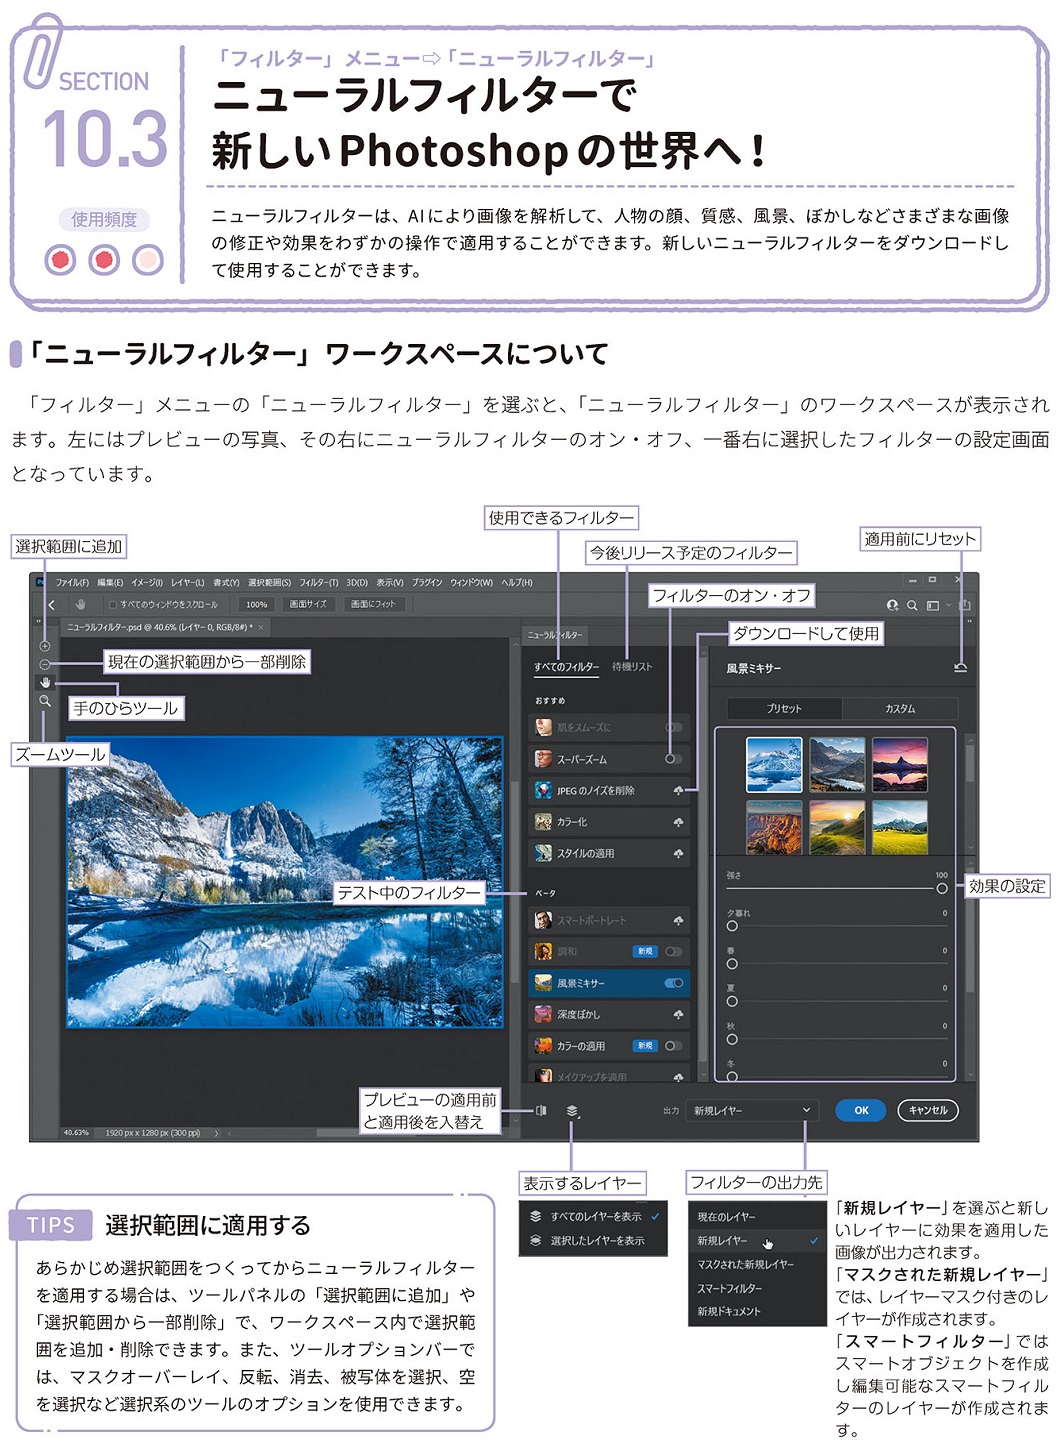 「フィルター」メニュー⇨「ニューラルフィルター」
SECTION
10.3
使用頻度
ニューラルフィルターで
新しいPhotoshopの世界へ！
ニューラルフィルターは、AIにより画像を解析して、人物の顔、質感、風景、ぼかしなどさまざまな画像
の修正や効果をわずかの操作で適用することができます。新しいニューラルフィルターをダウンロードし
て使用することができます。
「ニューラルフィルター」ワークスペースについて
「フィルター」メニューの「ニューラルフィルター」を選ぶと、「ニューラルフィルター」のワークスペースが表示され
ます。左にはプレビューの写真、その右にニューラルフィルターのオン・オフ、一番右に選択したフィルターの設定画面
となっています。
使用できるフィルター
選択範囲に追加
今後リリース予定のフィルター
適用前にリセット
ファイル(F) 編集(E) イメージ(I) レイヤー(L) 書式(Y) 選択範囲(S) フィルター(T) 3D(D) 表示(V) プラグイン ウィンドウ(W) ヘルプ(H)
フィルターのオン・オフ
すべてのウィンドウをスクロール 100% 画面サイズ 画面にフィット
ニューラルフィルター.psd @ 40.6% (レイヤー 0, RGB/8#) * ×
ニューラルフィルター
ダウンロードして使用
現在の選択範囲から一部削除
手のひらツール
ズームツール
すべてのフィルター 待機リスト
おすすめ
肌をスムーズに
スーパーズーム
JPEG のノイズを削除
カラー化
スタイルの適用
テスト中のフィルター
ベータ
スマートポートレート
調和 新規
風景ミキサー
深度ぼかし
カラーの適用 新規
メイクアップを適用
風景ミキサー
プリセット カスタム
強さ 100
効果の設定
夕暮れ 0
春 0
夏 0
秋 0
冬 0
プレビューの適用前
と適用後を入替え
出力 新規レイヤー OK キャンセル
40.63% 1920 px x 1280 px (300 ppi)
表示するレイヤー
すべてのレイヤーを表示
選択したレイヤーを表示
フィルターの出力先
現在のレイヤー
新規レイヤー
マスクされた新規レイヤー
スマートフィルター
新規ドキュメント
「新規レイヤー」を選ぶと新し
いレイヤーに効果を適用した
画像が出力されます。
「マスクされた新規レイヤー」
では、レイヤーマスク付きのレ
イヤーが作成されます。
「スマートフィルター」では
スマートオブジェクトを作成
し編集可能なスマートフィル
ターのレイヤーが作成されま
す。
TIPS 選択範囲に適用する
あらかじめ選択範囲をつくってからニューラルフィルター
を適用する場合は、ツールパネルの「選択範囲に追加」や
「選択範囲から一部削除」で、ワークスペース内で選択範
囲を追加・削除できます。また、ツールオプションバーで
は、マスクオーバーレイ、反転、消去、被写体を選択、空
を選択など選択系のツールのオプションを使用できます。